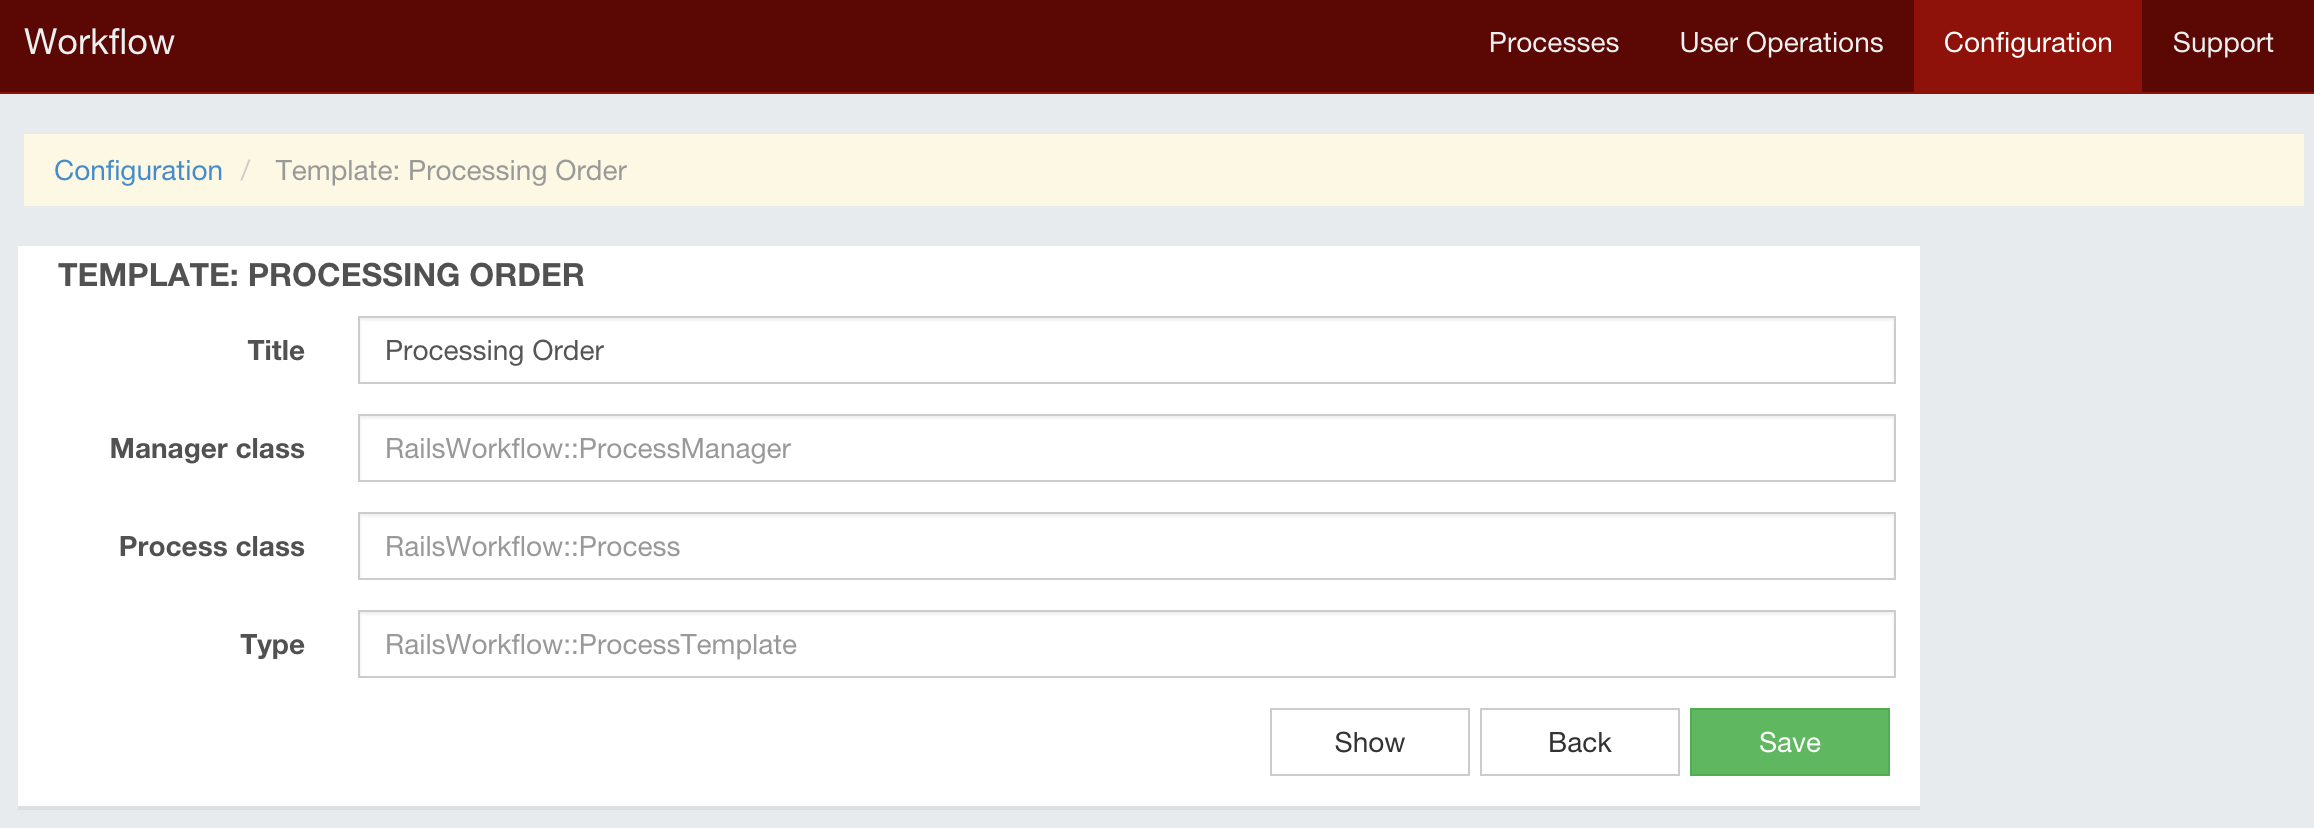 Workflow Processes User Operations Configuration Support
Configuration / Template: Processing Order
TEMPLATE: PROCESSING ORDER
Title Processing Order
Manager class RailsWorkflow::ProcessManager
Process class RailsWorkflow::Process
Type RailsWorkflow::ProcessTemplate
Show Back Save